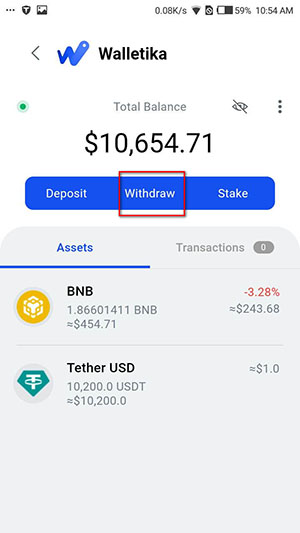 0.08K/s 59% 10:54 AM
Walletika
Total Balance
$10,654.71
Deposit Withdraw Stake
Assets Transactions 0
BNB -3.28%
1.86601411 BNB ≈$243.68
≈$454.71
Tether USD ≈$1.0
10,200.0 USDT
≈$10,200.0